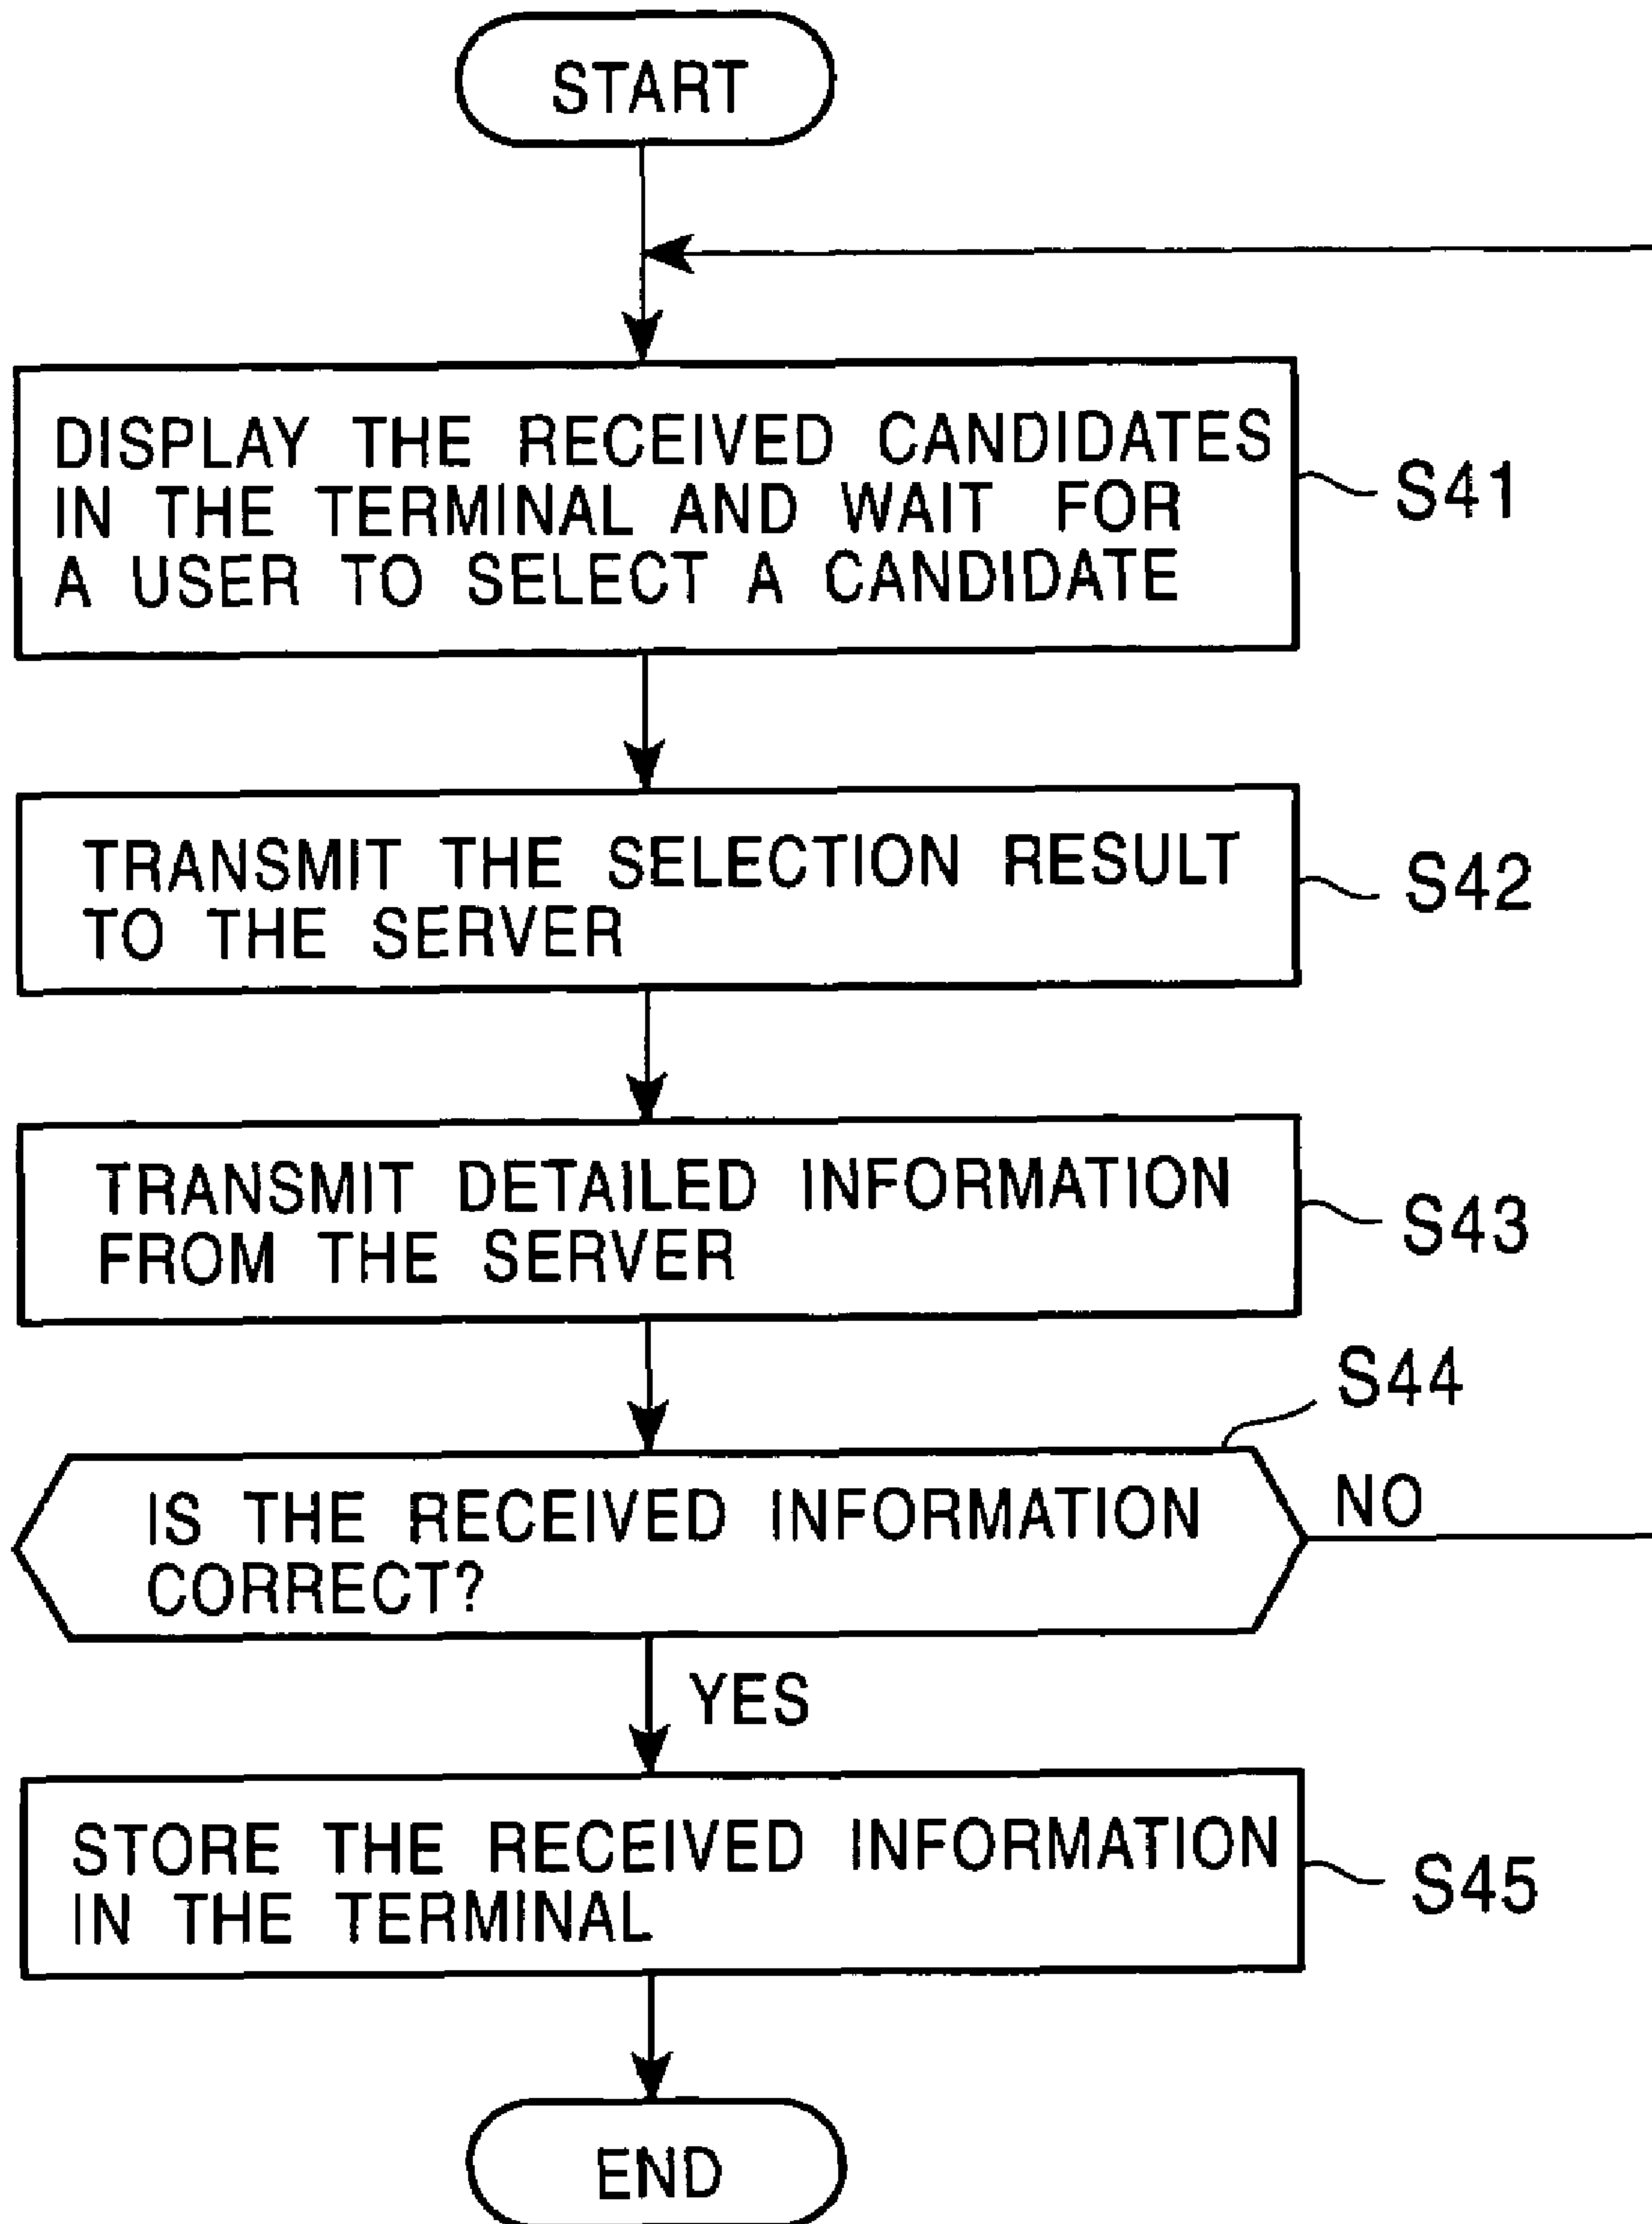 START
DISPLAY THE RECEIVED CANDIDATES
IN THE TERMINAL AND WAIT FOR
A USER TO SELECT A CANDIDATE
S41
TRANSMIT THE SELECTION RESULT
TO THE SERVER
S42
TRANSMIT DETAILED INFORMATION
FROM THE SERVER
S43
S44
IS THE RECEIVED INFORMATION
CORRECT?
NO
YES
STORE THE RECEIVED INFORMATION
IN THE TERMINAL
S45
END